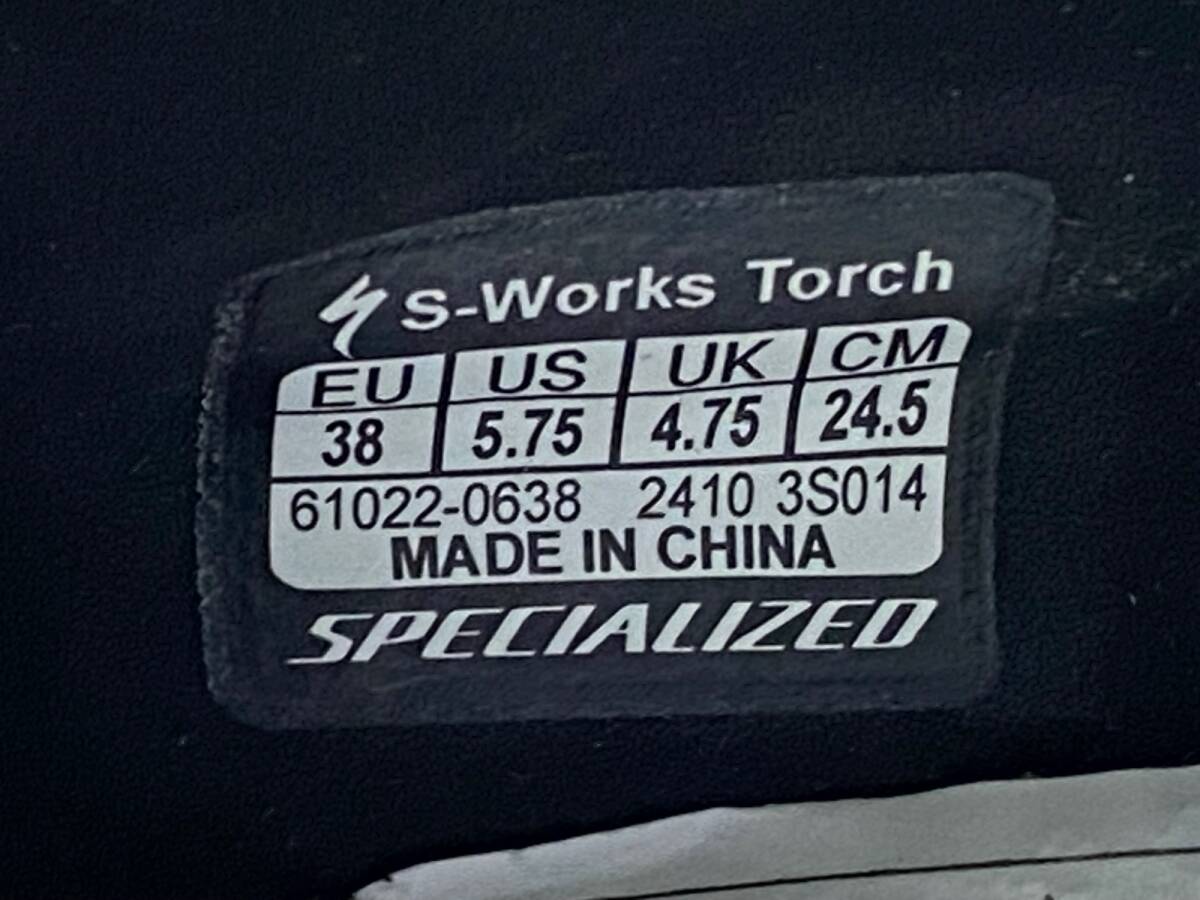 S-Works Torch
EU US UK CM
38 5.75 4.75 24.5
61022-0638 2410 3S014
MADE IN CHINA
SPECIALIZED